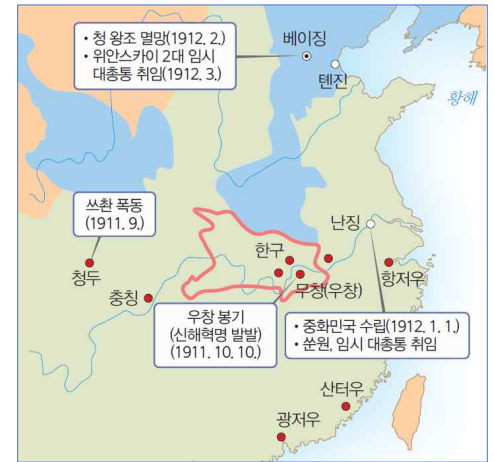 • 청 왕조 멸망(1912. 2.)
• 위안스카이 2대 임시
대총통 취임(1912. 3.)
베이징
톈진
황해
쓰촨 폭동
(1911. 9.)
청두
충칭
한구
무창(우창)
난징
항저우
우창 봉기
(신해혁명 발발)
(1911. 10. 10.)
• 중화민국 수립(1912. 1. 1.)
• 쑨원, 임시 대총통 취임
산터우
광저우